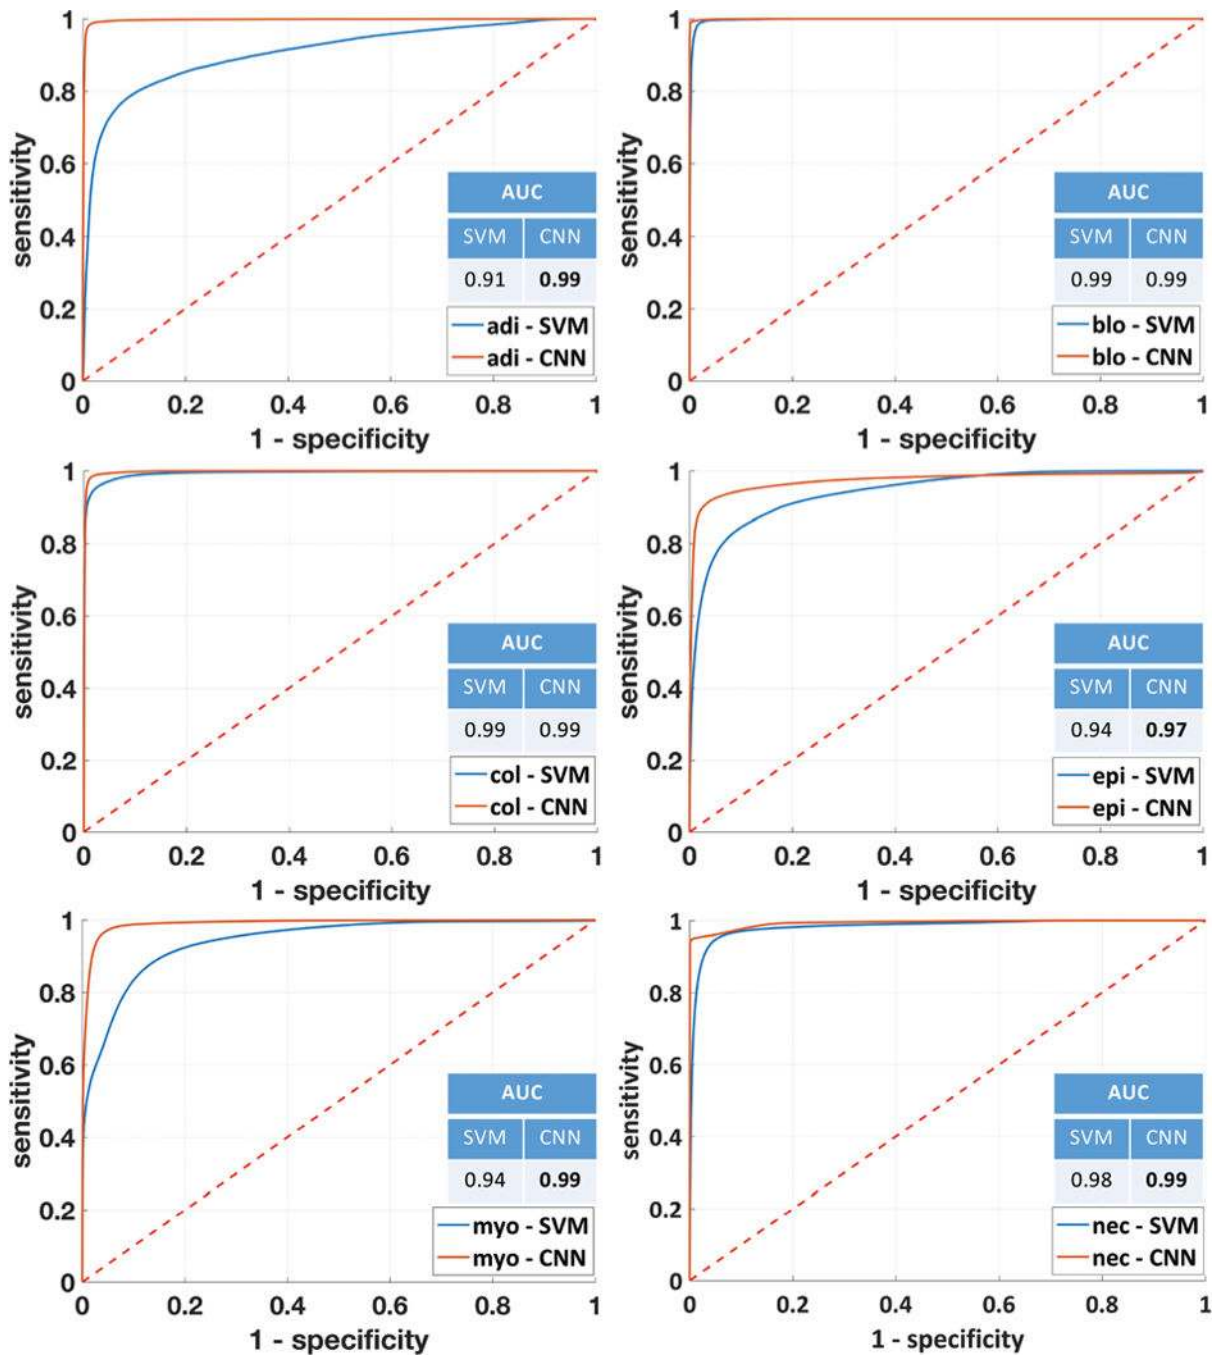 1
0.8
0.6
0.4
0.2
0
sensitivity
AUC
SVM CNN
0.91 0.99
adi - SVM
adi - CNN
0 0.2 0.4 0.6 0.8 1
1 - specificity
1
0.8
0.6
0.4
0.2
0
sensitivity
AUC
SVM CNN
0.99 0.99
blo - SVM
blo - CNN
0 0.2 0.4 0.6 0.8 1
1 - specificity
1
0.8
0.6
0.4
0.2
0
sensitivity
AUC
SVM CNN
0.99 0.99
col - SVM
col - CNN
0 0.2 0.4 0.6 0.8 1
1 - specificity
1
0.8
0.6
0.4
0.2
0
sensitivity
AUC
SVM CNN
0.94 0.97
epi - SVM
epi - CNN
0 0.2 0.4 0.6 0.8 1
1 - specificity
1
0.8
0.6
0.4
0.2
0
sensitivity
AUC
SVM CNN
0.94 0.99
myo - SVM
myo - CNN
0 0.2 0.4 0.6 0.8 1
1 - specificity
1
0.8
0.6
0.4
0.2
0
sensitivity
AUC
SVM CNN
0.98 0.99
nec - SVM
nec - CNN
0 0.2 0.4 0.6 0.8 1
1 - specificity